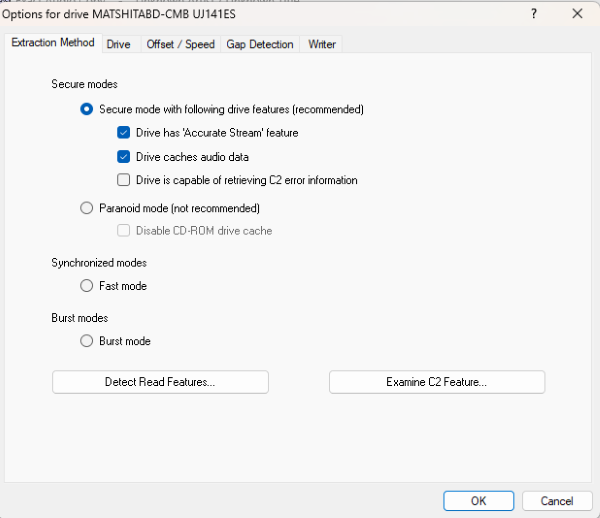 Options for drive MATSHITABD-CMB UJ141ES ?
Extraction Method Drive Offset / Speed Gap Detection Writer
Secure modes
Secure mode with following drive features (recommended)
Drive has 'Accurate Stream' feature
Drive caches audio data
Drive is capable of retrieving C2 error information
Paranoid mode (not recommended)
Disable CD-ROM drive cache
Synchronized modes
Fast mode
Burst modes
Burst mode
Detect Read Features... Examine C2 Feature...
OK Cancel